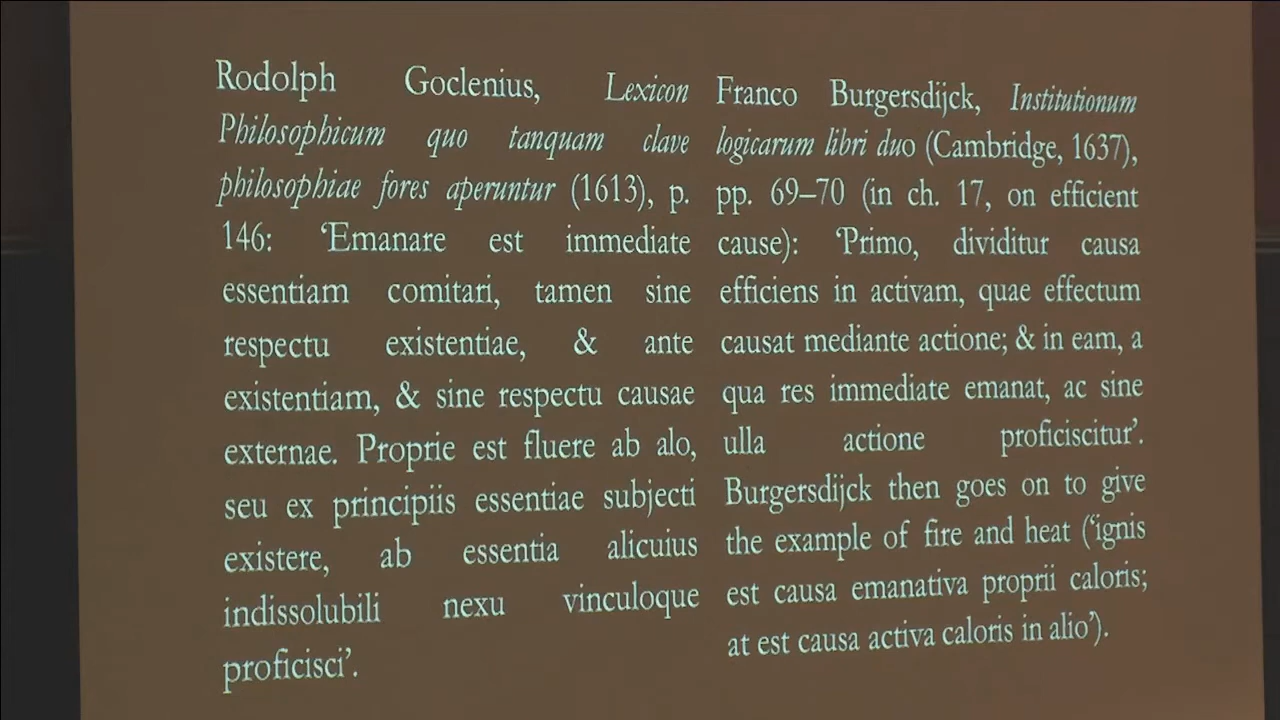 Rodolph Goclenius, Lexicon
Philosophicum quo tanquam clave
philosophiae fores aperuntur (1613), p.
146: ‘Emanare est immediate
essentiam comitari, tamen sine
respectu existentiae, & ante
existentiam, & sine respectu causae
externae. Proprie est fluere ab alo,
seu ex principiis essentiae subjecti
existere, ab essentia alicuius
indissolubili nexu vinculoque
proficisci’.
Franco Burgersdijck, Institutionum
logicarum libri duo (Cambridge, 1637),
pp. 69–70 (in ch. 17, on efficient
cause): ‘Primo, dividitur causa
efficiens in activam, quae effectum
causat mediante actione; & in eam, a
qua res immediate emanat, ac sine
ulla actione proficiscitur’.
Burgersdijck then goes on to give
the example of fire and heat (‘ignis
est causa emanativa proprii caloris;
at est causa activa caloris in alio’).